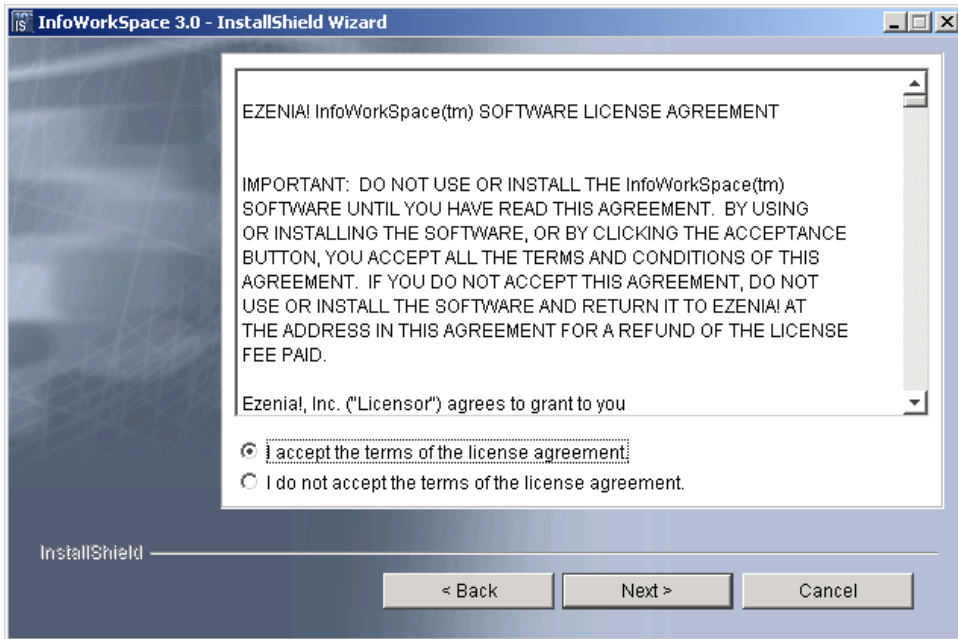 InfoWorkSpace 3.0 - InstallShield Wizard
EZENIA! InfoWorkSpace(tm) SOFTWARE LICENSE AGREEMENT
IMPORTANT: DO NOT USE OR INSTALL THE InfoWorkSpace(tm)
SOFTWARE UNTIL YOU HAVE READ THIS AGREEMENT. BY USING
OR INSTALLING THE SOFTWARE, OR BY CLICKING THE ACCEPTANCE
BUTTON, YOU ACCEPT ALL THE TERMS AND CONDITIONS OF THIS
AGREEMENT. IF YOU DO NOT ACCEPT THIS AGREEMENT, DO NOT
USE OR INSTALL THE SOFTWARE AND RETURN IT TO EZENIA! AT
THE ADDRESS IN THIS AGREEMENT FOR A REFUND OF THE LICENSE
FEE PAID.
Ezenia!, Inc. ("Licensor") agrees to grant to you
I accept the terms of the license agreement.
I do not accept the terms of the license agreement.
InstallShield
< Back Next > Cancel